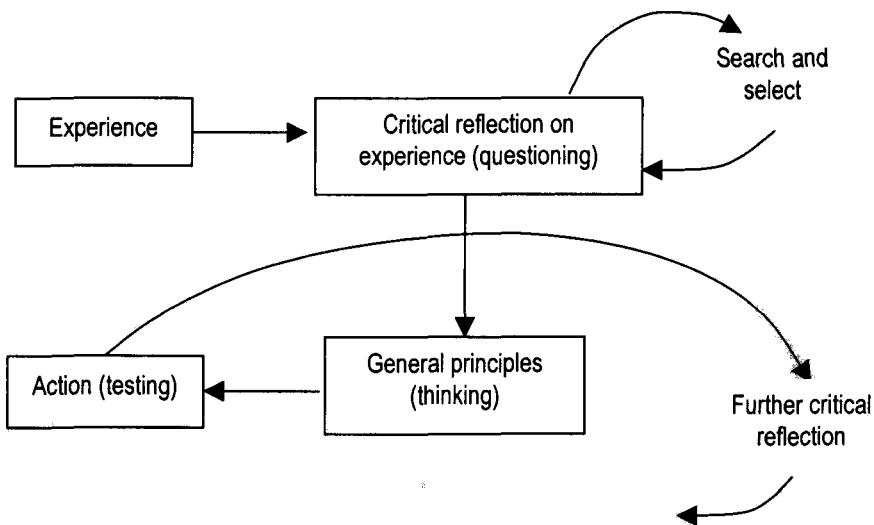 Search and
select
Experience
Critical reflection on
experience (questioning)
General principles
(thinking)
Action (testing)
Further critical
reflection